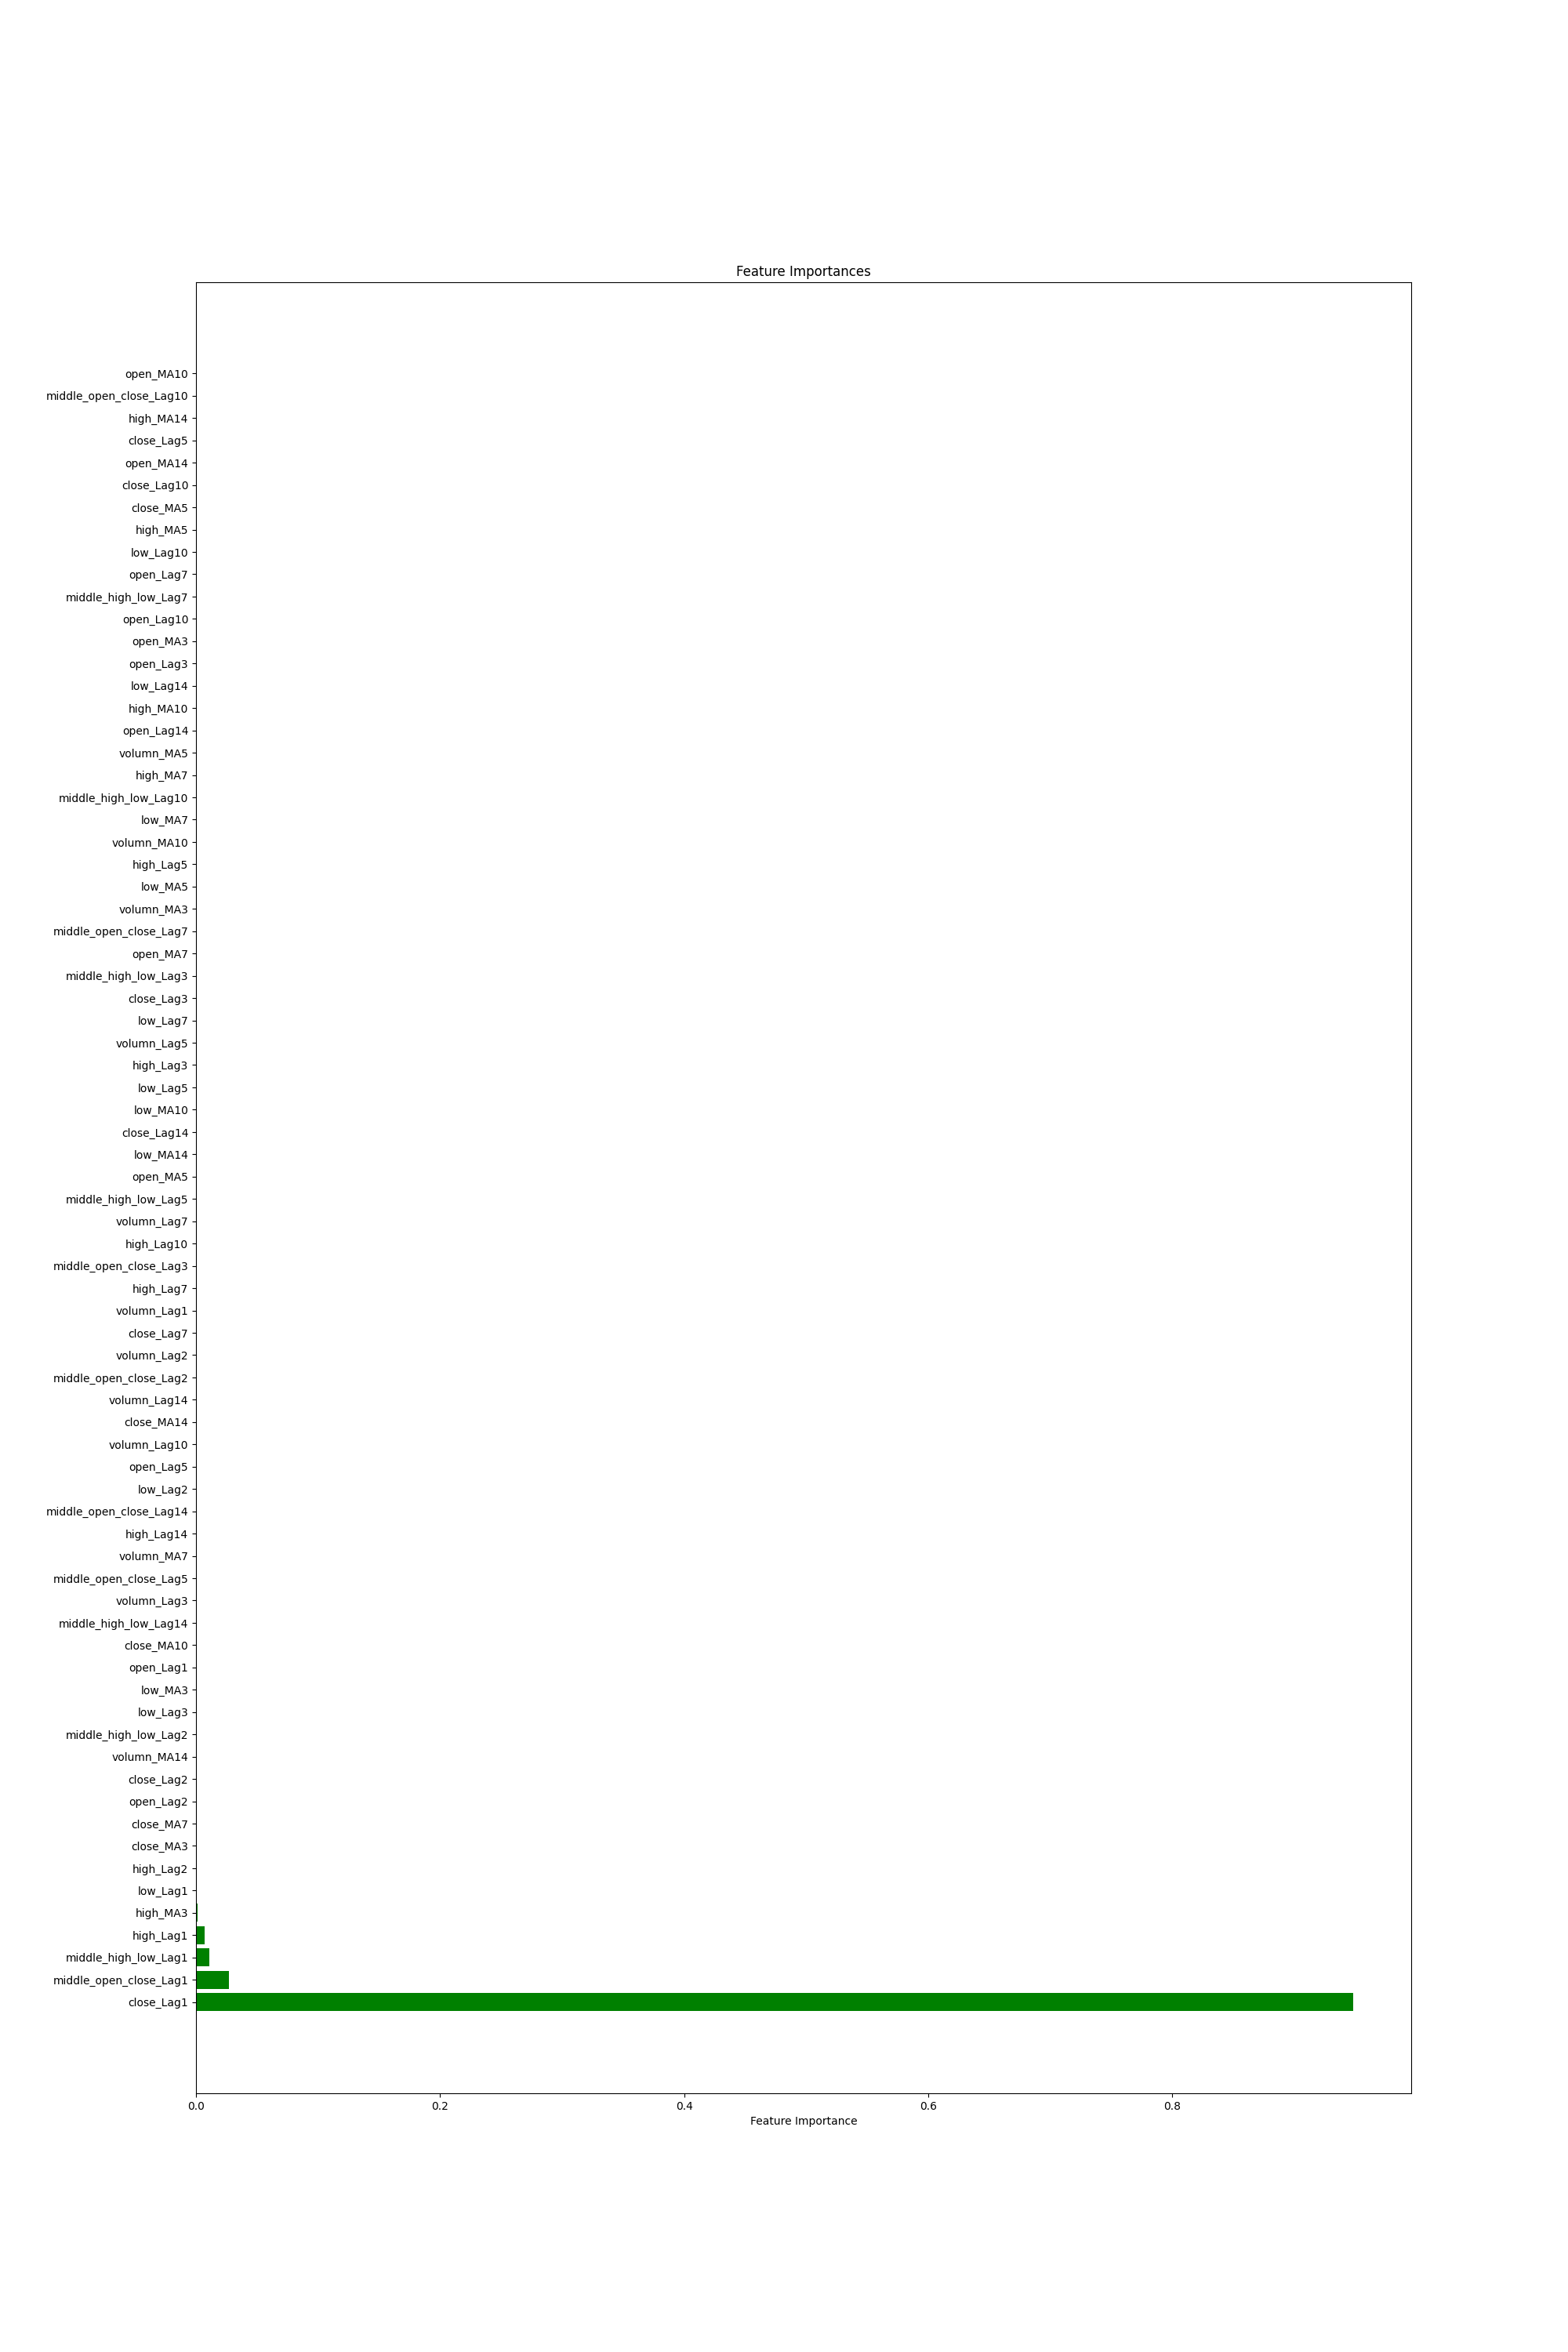 Feature Importances
open_MA10
middle_open_close_Lag10
high_MA14
close_Lag5
open_MA14
close_Lag10
close_MA5
high_MA5
low_Lag10
open_Lag7
middle_high_low_Lag7
open_Lag10
open_MA3
open_Lag3
low_Lag14
high_MA10
open_Lag14
volumn_MA5
high_MA7
middle_high_low_Lag10
low_MA7
volumn_MA10
high_Lag5
low_MA5
volumn_MA3
middle_open_close_Lag7
open_MA7
middle_high_low_Lag3
close_Lag3
low_Lag7
volumn_Lag5
high_Lag3
low_Lag5
low_MA10
close_Lag14
low_MA14
open_MA5
middle_high_low_Lag5
volumn_Lag7
high_Lag10
middle_open_close_Lag3
high_Lag7
volumn_Lag1
close_Lag7
volumn_Lag2
middle_open_close_Lag2
volumn_Lag14
close_MA14
volumn_Lag10
open_Lag5
low_Lag2
middle_open_close_Lag14
high_Lag14
volumn_MA7
middle_open_close_Lag5
volumn_Lag3
middle_high_low_Lag14
close_MA10
open_Lag1
low_MA3
low_Lag3
middle_high_low_Lag2
volumn_MA14
close_Lag2
open_Lag2
close_MA7
close_MA3
high_Lag2
low_Lag1
high_MA3
high_Lag1
middle_high_low_Lag1
middle_open_close_Lag1
close_Lag1
0.0 0.2 0.4 0.6 0.8
Feature Importance